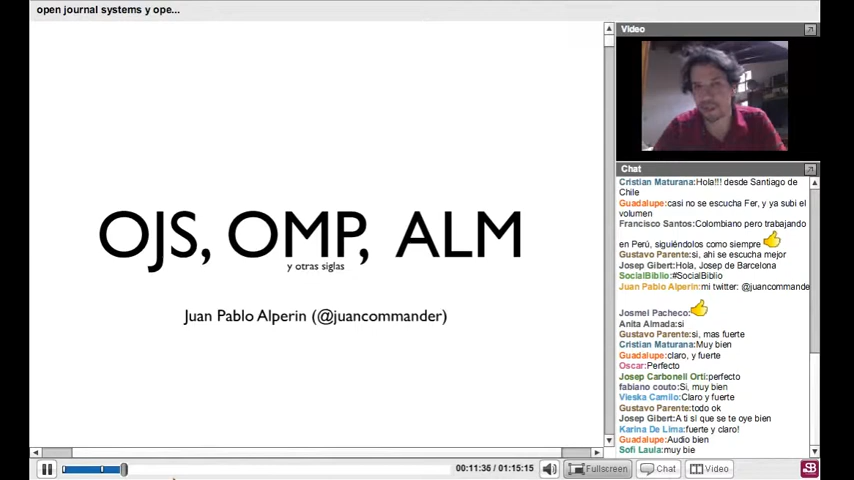 open journal systems y ope...
OJS, OMP, ALM
y otras siglas
Juan Pablo Alperin (@juancommander)
Video
Chat
Cristian Maturana:Hola!!! desde Santiago de
Chile
Guadalupe:casi no se escucha Fer, y ya subi el
volumen
Francisco Santos:Colombiano pero trabajando
en Perú, siguiéndolos como siempre
Gustavo Parente:si, ahi se escucha mejor
Josep Gibert:Hola, Josep de Barcelona
SocialBiblio:#SocialBiblio
Juan Pablo Alperin:mi twitter: @juancommande
Josmel Pacheco:
Anita Almada:si
Gustavo Parente:si, mas fuerte
Cristian Maturana:Muy bien
Guadalupe:claro, y fuerte
Oscar:Perfecto
Josep Carbonell Orti:perfecto
fabiano couto:Si, muy bien
Vieska Camilo:Claro y fuerte
Gustavo Parente:todo ok
Josep Gibert:A ti sI que se te oye bien
Karina De Lima:fuerte y claro!
Guadalupe:Audio bien
Sofi Laula:muy bie
00:11:35 / 01:15:15
Fullscreen
Chat
Video
SB